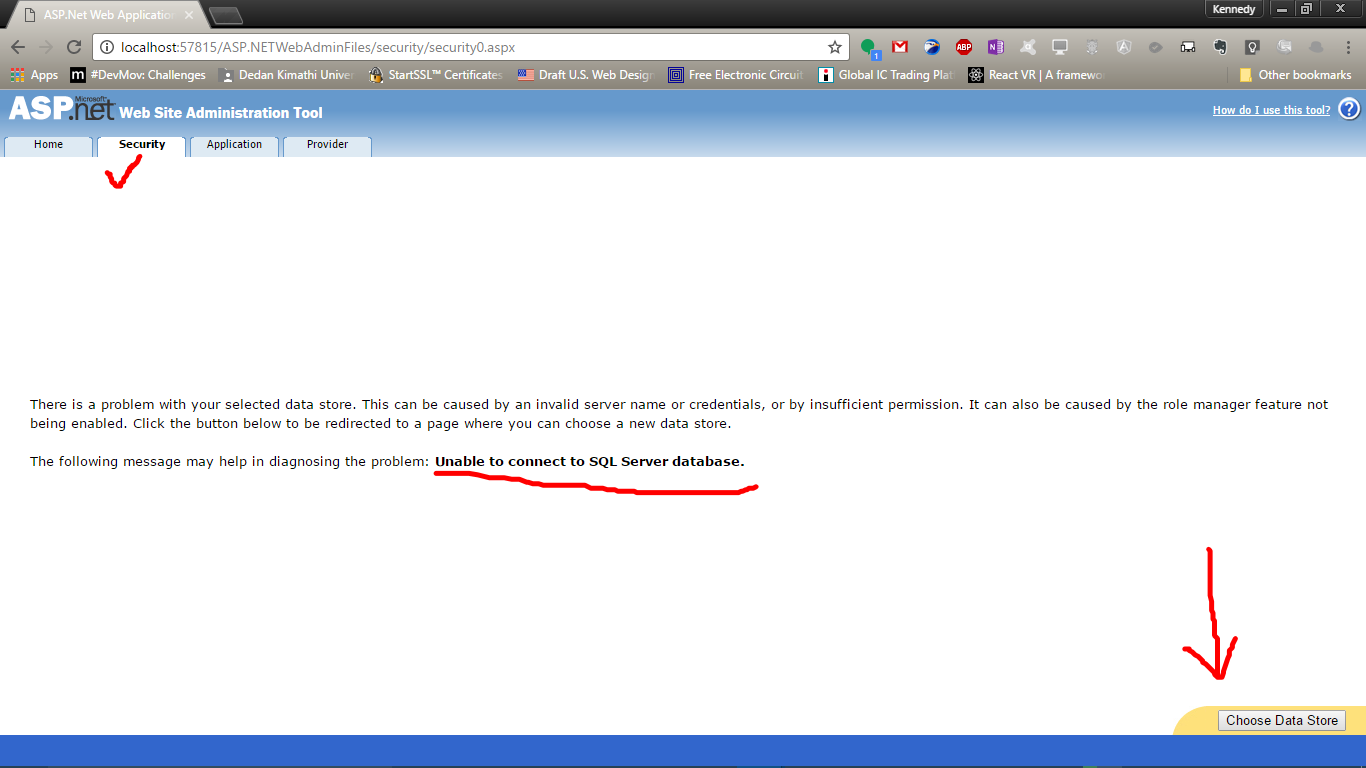 ASP.Net Web Applicatio
Kennedy
localhost:57815/ASP.NETWebAdminFiles/security/security0.aspx
1
ABP
Apps
m
#DevMov: Challenges
Dedan Kimathi Univer
StartSSL™ Certificates
Draft U.S. Web Design
Free Electronic Circuit
Global IC Trading Plat
React VR | A framewo
Other bookmarks
Microsoft
ASP.net Web Site Administration Tool
How do I use this tool? ?
Home
Security
Application
Provider
There is a problem with your selected data store. This can be caused by an invalid server name or credentials, or by insufficient permission. It can also be caused by the role manager feature not
being enabled. Click the button below to be redirected to a page where you can choose a new data store.
The following message may help in diagnosing the problem: Unable to connect to SQL Server database.
Choose Data Store